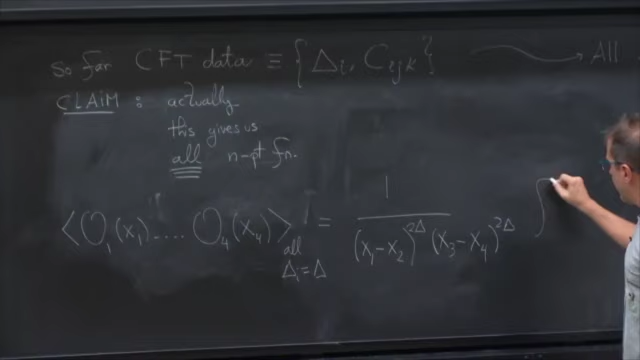 So far CFT data ≡ {Δi, Cijk} → All
CLAIM : actually
this gives us
all n-pt fn.
⟨O₁(x₁) .... O₄(x₄)⟩ = 1 / (x₁-x₂)^2Δ (x₃-x₄)^2Δ
all
Δi = Δ